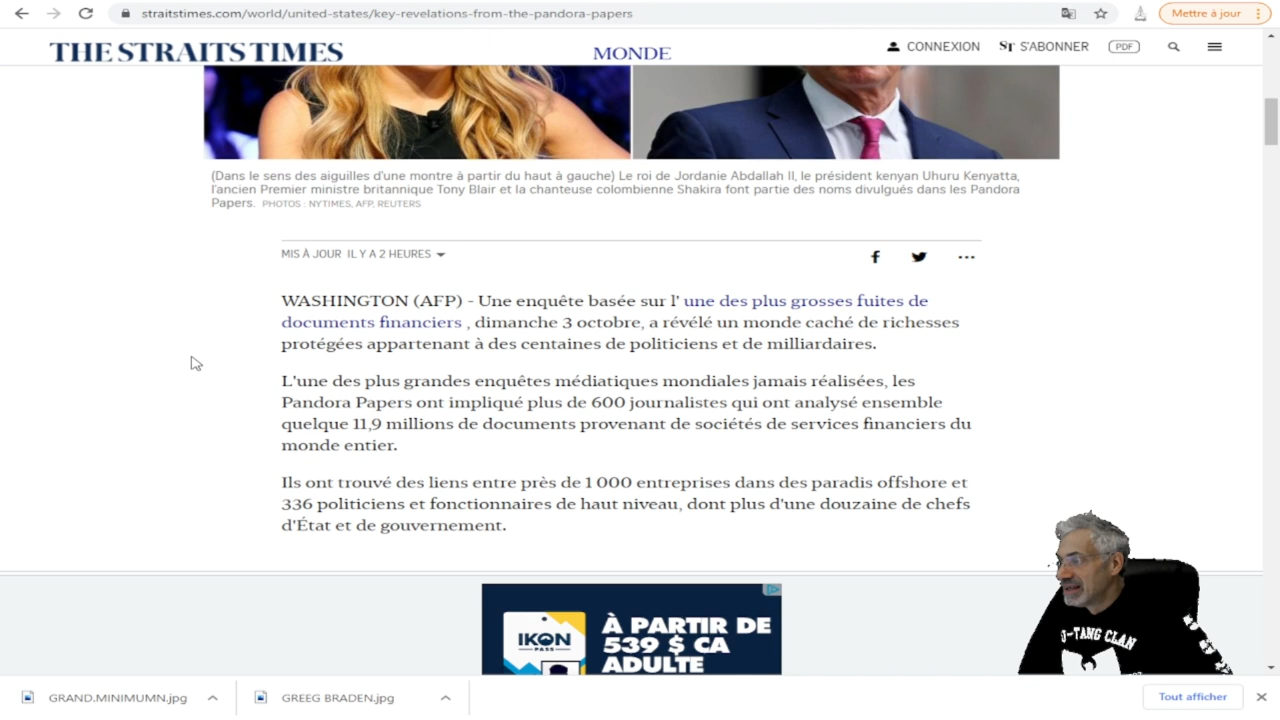 straitstimes.com/world/united-states/key-revelations-from-the-pandora-papers
Mettre à jour
THE STRAITS TIMES
MONDE
CONNEXION
ST S'ABONNER
PDF
(Dans le sens des aiguilles d'une montre à partir du haut à gauche) Le roi de Jordanie Abdallah II, le président kenyan Uhuru Kenyatta,
l'ancien Premier ministre britannique Tony Blair et la chanteuse colombienne Shakira font partie des noms divulgués dans les Pandora
Papers. PHOTOS : NYTIMES, AFP, REUTERS
MIS À JOUR IL Y A 2 HEURES
WASHINGTON (AFP) - Une enquête basée sur l' une des plus grosses fuites de
documents financiers , dimanche 3 octobre, a révélé un monde caché de richesses
protégées appartenant à des centaines de politiciens et de milliardaires.
L'une des plus grandes enquêtes médiatiques mondiales jamais réalisées, les
Pandora Papers ont impliqué plus de 600 journalistes qui ont analysé ensemble
quelque 11,9 millions de documents provenant de sociétés de services financiers du
monde entier.
Ils ont trouvé des liens entre près de 1 000 entreprises dans des paradis offshore et
336 politiciens et fonctionnaires de haut niveau, dont plus d'une douzaine de chefs
d'État et de gouvernement.
IKON
PASS
À PARTIR DE
539 $ CA
ADULTE
U-TANG CLAN
GRAND.MINIMUMN.jpg
GREEG BRADEN.jpg
Tout afficher